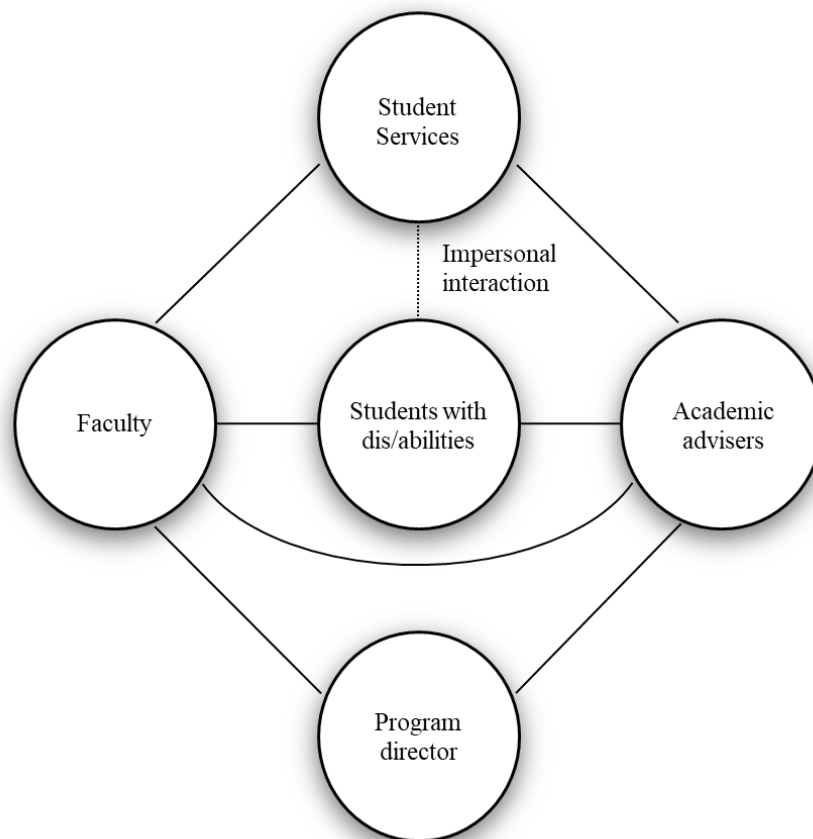 Student
Services
Impersonal
interaction
Faculty
Students with
dis/abilities
Academic
advisers
Program
director